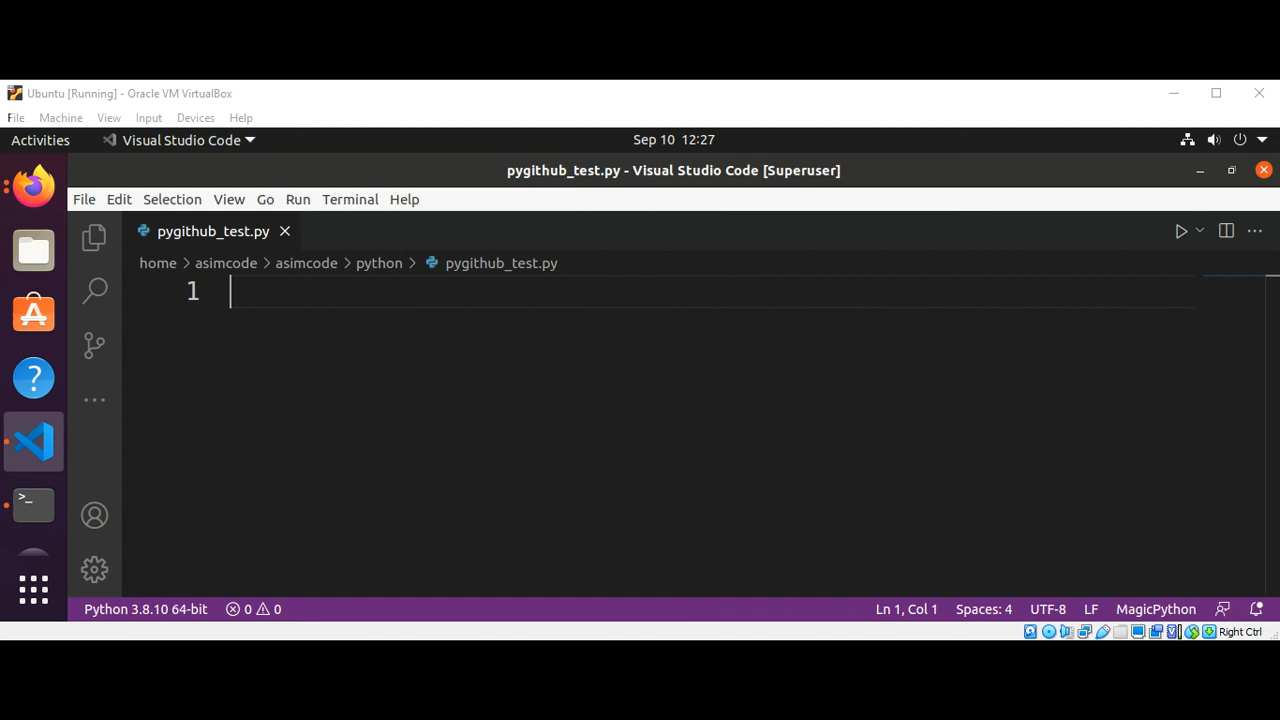 Ubuntu [Running] - Oracle VM VirtualBox
File Machine View Input Devices Help
Activities Visual Studio Code Sep 10 12:27
pygithub_test.py - Visual Studio Code [Superuser]
File Edit Selection View Go Run Terminal Help
pygithub_test.py
home > asimcode > asimcode > python > pygithub_test.py
1
Python 3.8.10 64-bit 0 0 Ln 1, Col 1 Spaces: 4 UTF-8 LF MagicPython
Right Ctrl